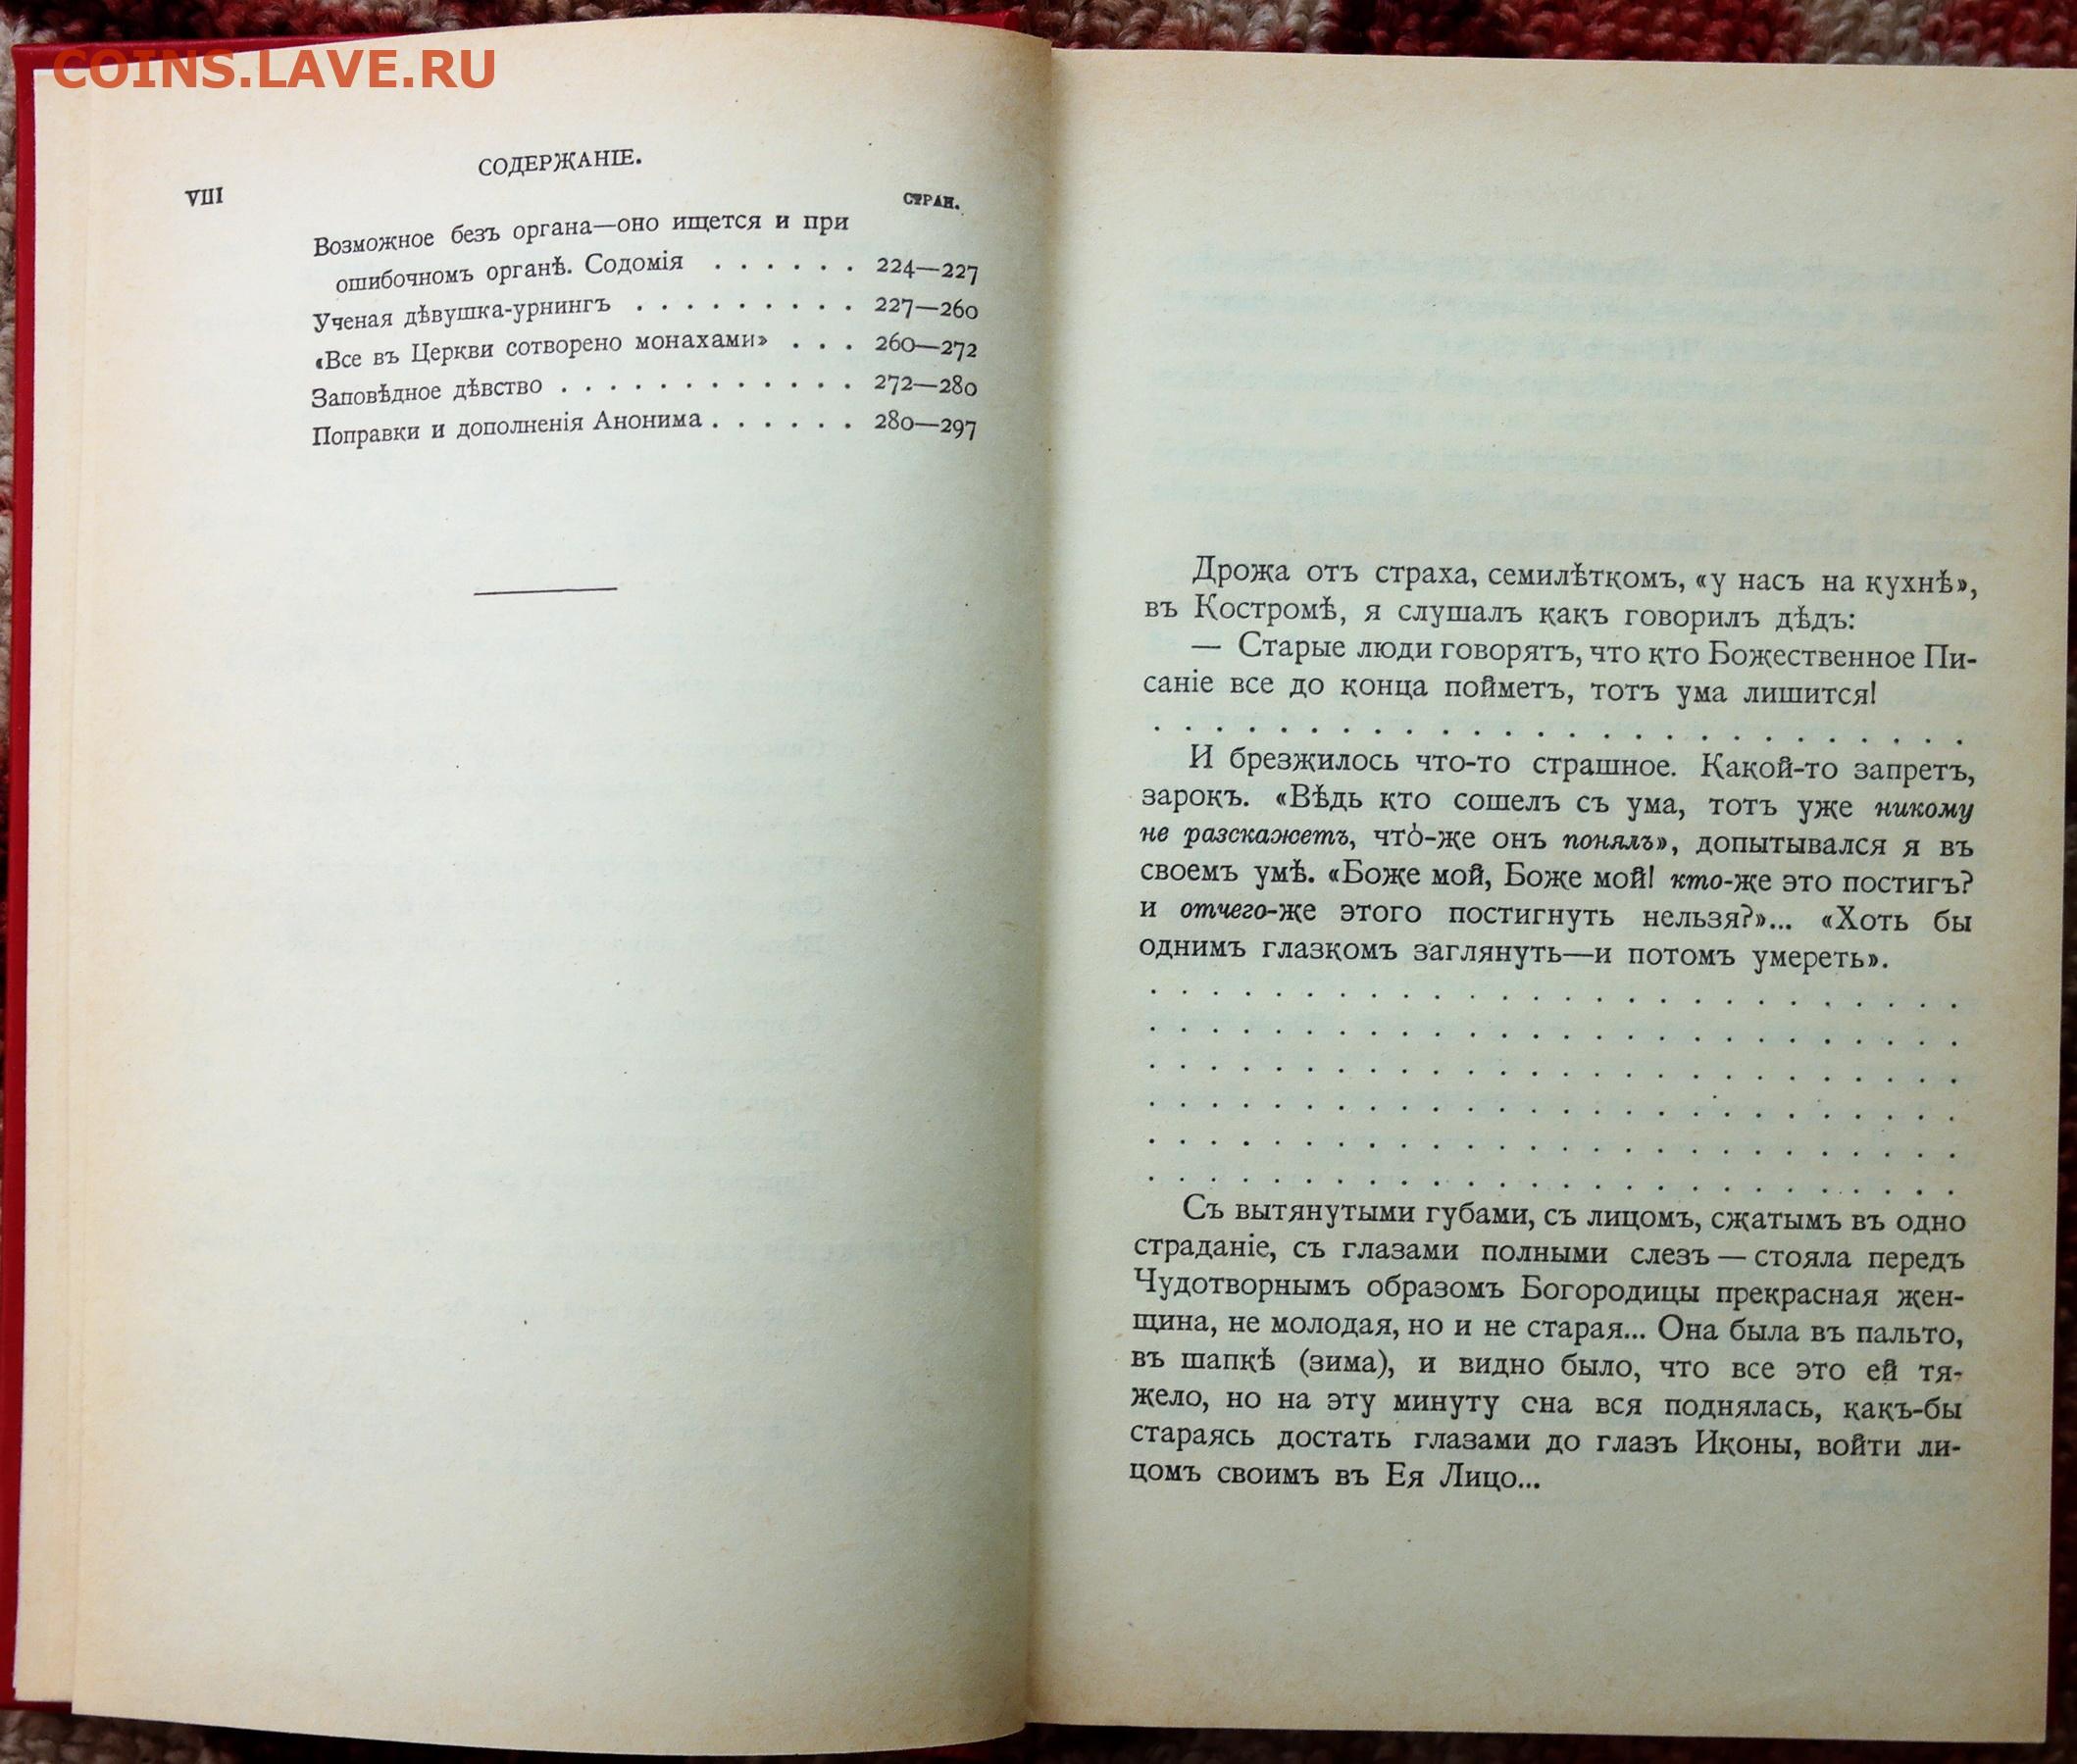 COINS.LAVE.RU
СОДЕРЖАНІЕ.
VIII
СТРАН.
Возможное безъ органа—оно ищется и при
ошибочномъ органѣ. Содомія . . . . . . 224—227
Ученая дѣвушка-урнингъ . . . . . . . . . 227—260
«Все въ Церкви сотворено монахами» . . . 260—272
Заповѣдное дѣвство . . . . . . . . . . . . 272—280
Поправки и дополненія Анонима . . . . . . 280—297
Дрожа отъ страха, семилѣткомъ, «у насъ на кухнѣ»,
въ Костромѣ, я слушалъ какъ говорилъ дѣдъ:
— Старые люди говорятъ, что кто Божественное Пи-
саніе все до конца пойметъ, тотъ ума лишится!
. . . . . . . . . . . . . . . . . . . . . . . . . .
И брезжилось что-то страшное. Какой-то запретъ,
зарокъ. «Вѣдь кто сошелъ съ ума, тотъ уже никому
не разскажетъ, что̀-же онъ понялъ», допытывался я въ
своемъ умѣ. «Боже мой, Боже мой! кто-же это постигъ?
и отчего-же этого постигнуть нельзя?»... «Хоть бы
однимъ глазкомъ заглянуть—и потомъ умереть».
. . . . . . . . . . . . . . . . . . . . . . . . . .
. . . . . . . . . . . . . . . . . . . . . . . . . .
. . . . . . . . . . . . . . . . . . . . . . . . . .
. . . . . . . . . . . . . . . . . . . . . . . . . .
. . . . . . . . . . . . . . . . . . . . . . . . . .
. . . . . . . . . . . . . . . . . . . . . . . . . .
Съ вытянутыми губами, съ лицомъ, сжатымъ въ одно
страданіе, съ глазами полными слезъ — стояла передъ
Чудотворнымъ образомъ Богородицы прекрасная жен-
щина, не молодая, но и не старая... Она была въ пальто,
въ шапкѣ (зима), и видно было, что все это ей тя-
жело, но на эту минуту сна вся поднялась, какъ-бы
стараясь достать глазами до глазъ Иконы, войти ли-
цомъ своимъ въ Ея Лицо...